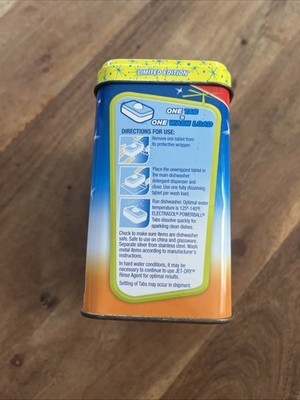 LIMITED EDITION
ONE TAB
=
ONE WASH LOAD
DIRECTIONS FOR USE:
Remove one tablet from
its protective wrapper.
Place the unwrapped tablet in
the main dishwasher
detergent dispenser and
close. Use one fully dissolving
tablet per wash load.
Run dishwasher. Optimal water
temperature is 125°-140°F.
ELECTRASOL® POWERBALL®
Tabs dissolve quickly for
sparkling clean dishes.
Check to make sure items are dishwasher
safe. Safe to use on china and glassware.
Separate silver from stainless steel. Wash
metal items according to manufacturer's
instructions.
In hard water conditions, it may be
necessary to continue to use JET-DRY®
Rinse Agent for optimal results.
Settling of Tabs may occur in shipment.